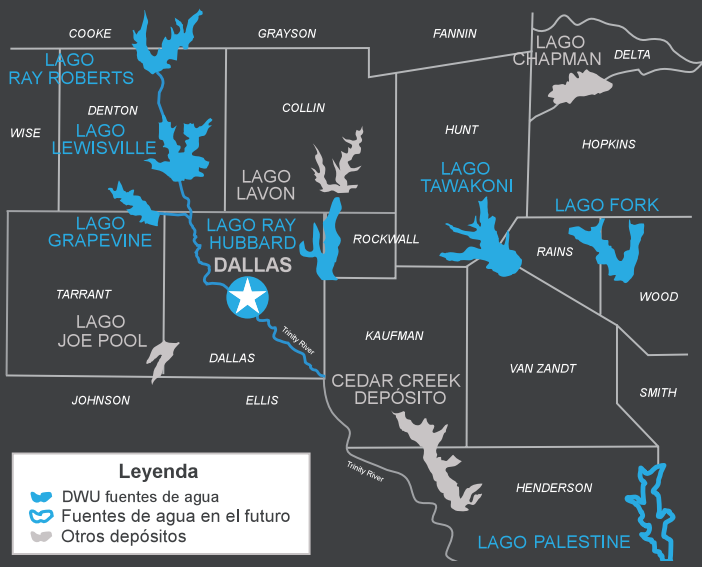 COOKE
GRAYSON
FANNIN
LAGO
CHAPMAN
DELTA
LAGO
RAY ROBERTS
DENTON
COLLIN
WISE
LAGO
LEWISVILLE
HUNT
HOPKINS
LAGO
LAVON
LAGO
TAWAKONI
LAGO
GRAPEVINE
LAGO RAY
HUBBARD
ROCKWALL
LAGO FORK
RAINS
DALLAS
TARRANT
WOOD
LAGO
JOE POOL
Trinity River
KAUFMAN
DALLAS
VAN ZANDT
CEDAR CREEK
DEPÓSITO
SMITH
JOHNSON
ELLIS
Trinity River
HENDERSON
LAGO PALESTINE
Leyenda
DWU fuentes de agua
Fuentes de agua en el futuro
Otros depósitos